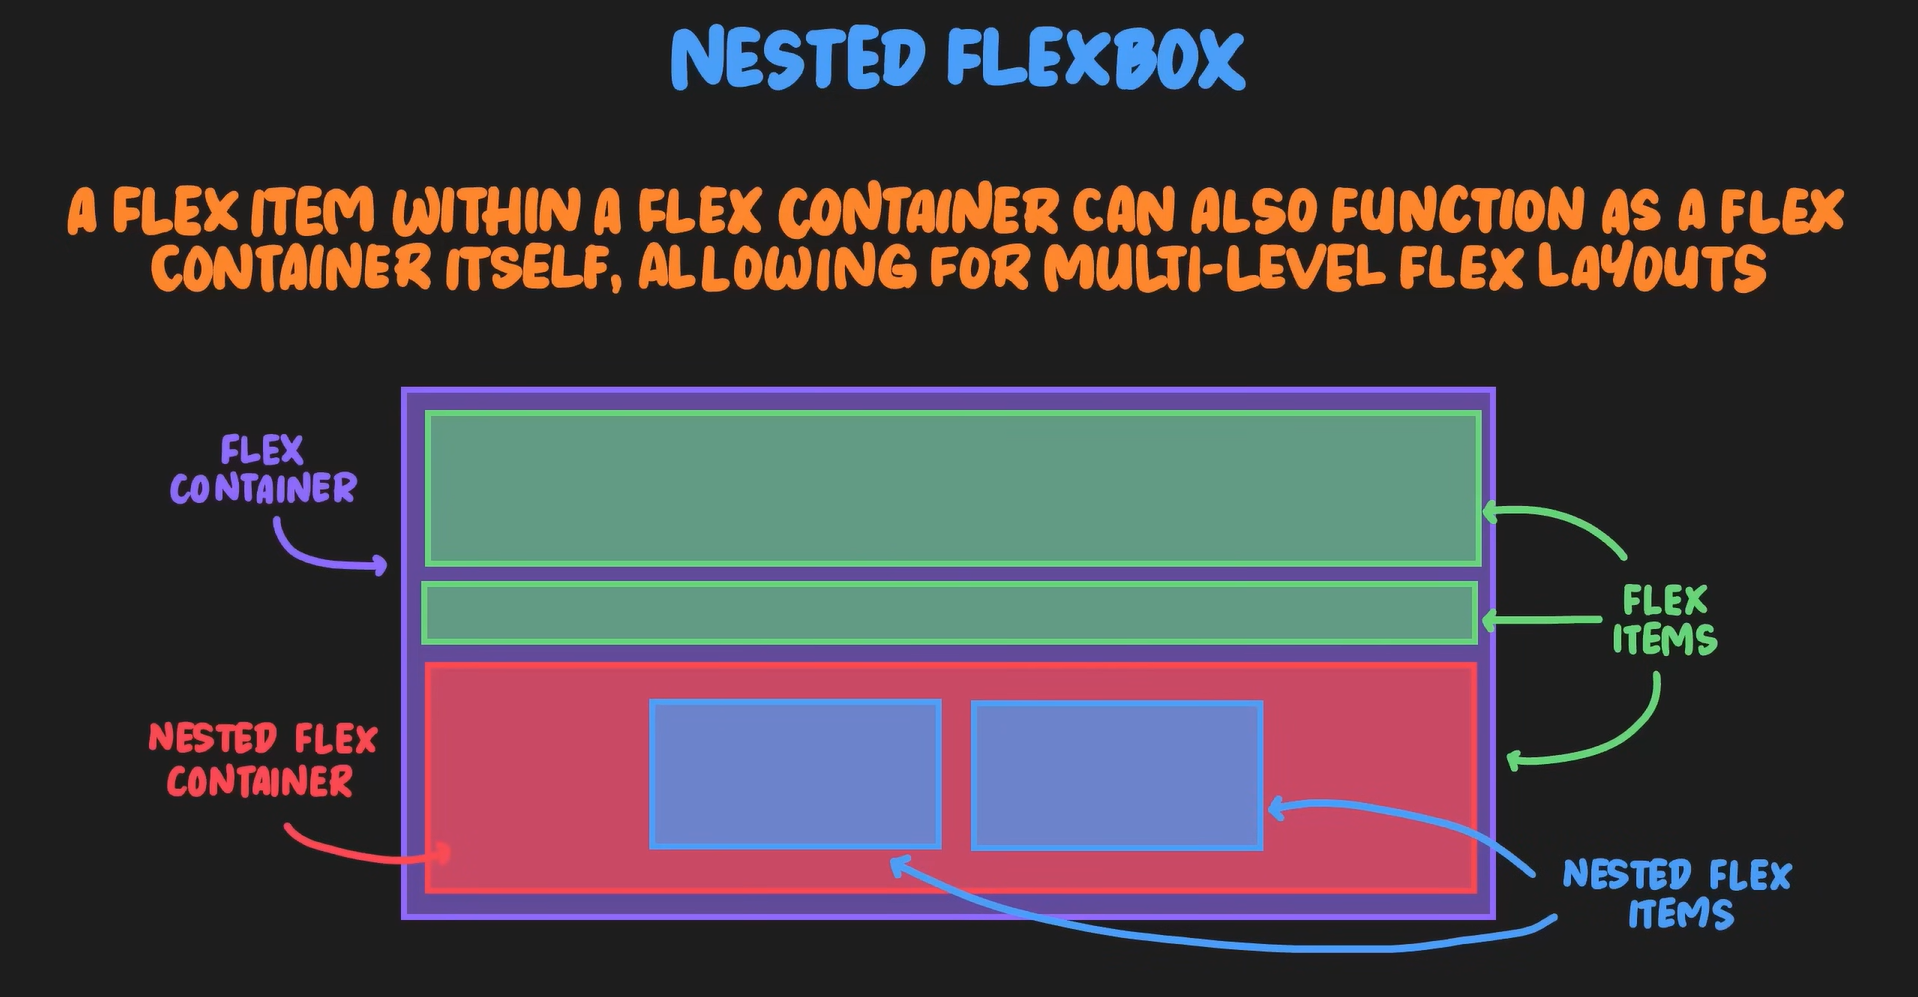 NESTED FLEXBOX
A FLEX ITEM WITHIN A FLEX CONTAINER CAN ALSO FUNCTION AS A FLEX
CONTAINER ITSELF, ALLOWING FOR MULTI-LEVEL FLEX LAYOUTS
FLEX
CONTAINER
FLEX
ITEMS
NESTED FLEX
CONTAINER
NESTED FLEX
ITEMS